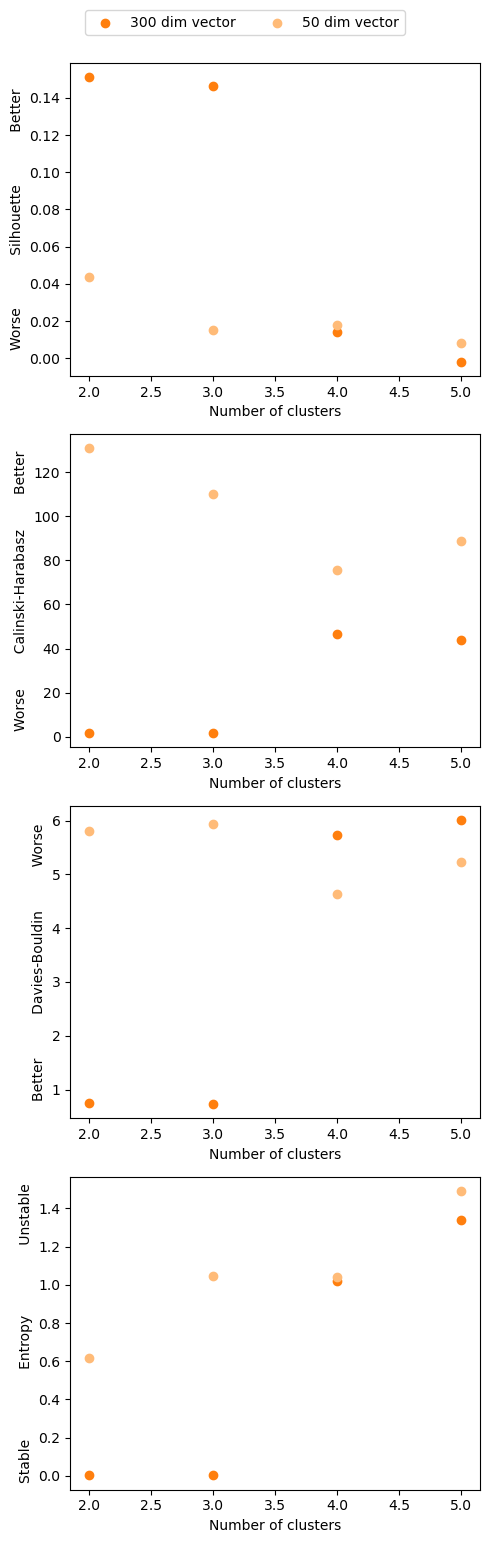 300 dim vector 50 dim vector
Worse Silhouette Better
0.14
0.12
0.10
0.08
0.06
0.04
0.02
0.00
2.0 2.5 3.0 3.5 4.0 4.5 5.0
Number of clusters
Worse Calinski-Harabasz Better
120
100
80
60
40
20
0
2.0 2.5 3.0 3.5 4.0 4.5 5.0
Number of clusters
Better Davies-Bouldin Worse
6
5
4
3
2
1
2.0 2.5 3.0 3.5 4.0 4.5 5.0
Number of clusters
Stable Entropy Unstable
1.4
1.2
1.0
0.8
0.6
0.4
0.2
0.0
2.0 2.5 3.0 3.5 4.0 4.5 5.0
Number of clusters